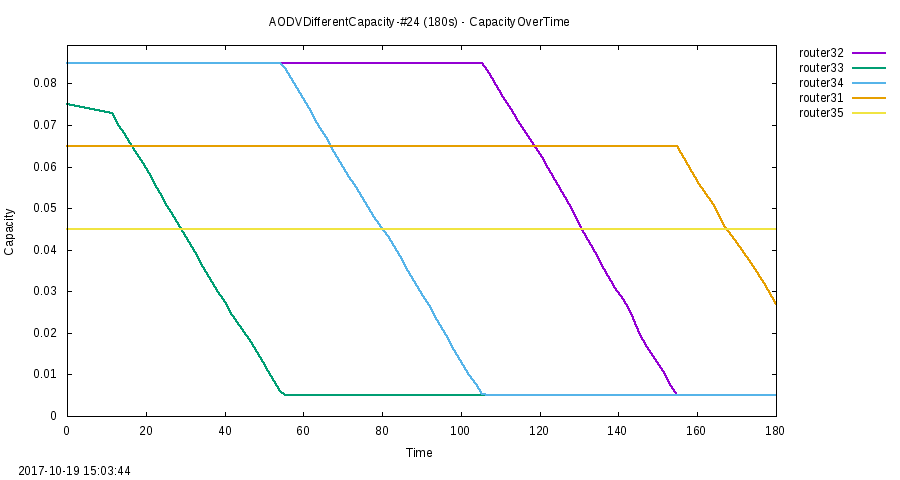 AODVDifferentCapacity-#24 (180s) - CapacityOverTime
router32
router33
router34
router31
router35
0.08
0.07
0.06
0.05
0.04
0.03
0.02
0.01
0
Capacity
0 20 40 60 80 100 120 140 160 180
Time
2017-10-19 15:03:44